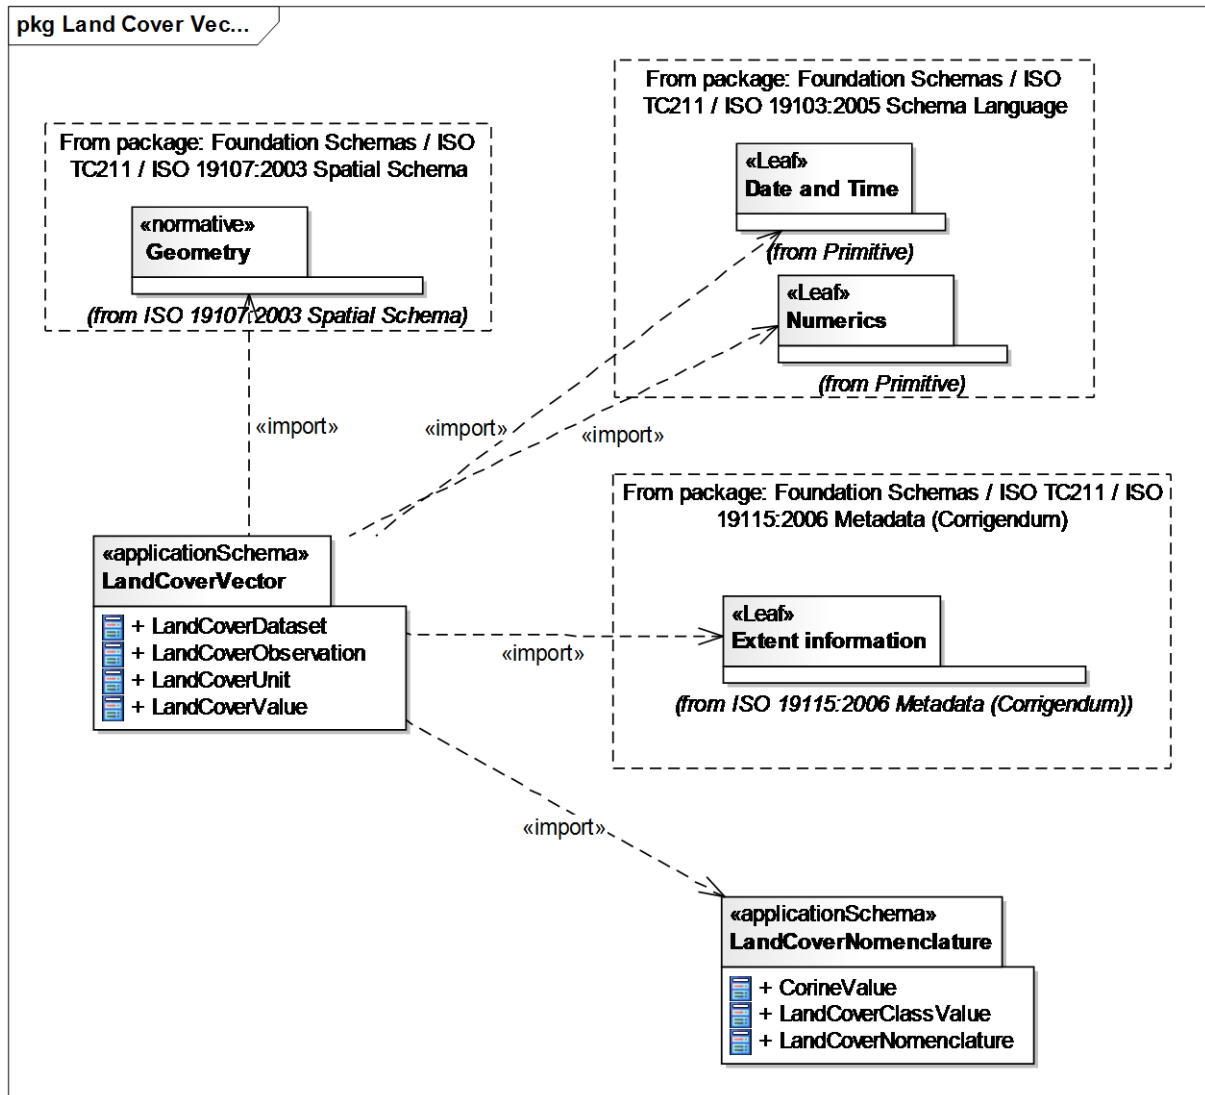 pkg Land Cover Vec...
From package: Foundation Schemas / ISO
TC211 / ISO 19107:2003 Spatial Schema
«normative»
Geometry
(from ISO 19107:2003 Spatial Schema)
From package: Foundation Schemas / ISO
TC211 / ISO 19103:2005 Schema Language
«Leaf»
Date and Time
(from Primitive)
«Leaf»
Numerics
(from Primitive)
«import»
«import»
«import»
From package: Foundation Schemas / ISO TC211 / ISO
19115:2006 Metadata (Corrigendum)
«Leaf»
Extent information
(from ISO 19115:2006 Metadata (Corrigendum))
«applicationSchema»
LandCoverVector
+ LandCoverDataset
+ LandCoverObservation
+ LandCoverUnit
+ LandCoverValue
«import»
«import»
«applicationSchema»
LandCoverNomenclature
+ CorineValue
+ LandCoverClassValue
+ LandCoverNomenclature